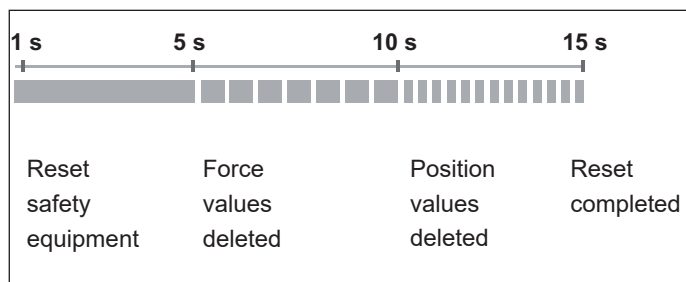 1 s 5 s 10 s 15 s
Reset Force Position Reset
safety values values completed
equipment deleted deleted